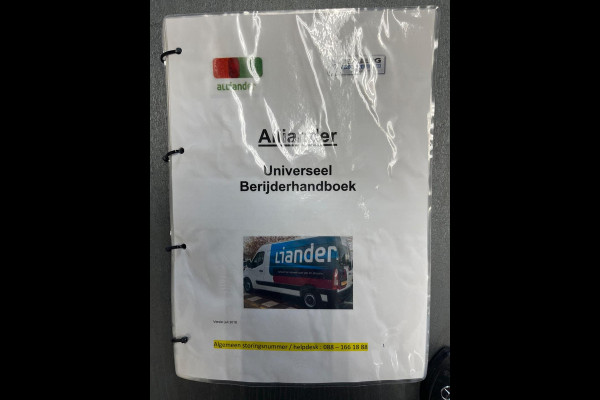 alliander
Alliander
Universeel
Berijderhandboek
Liander
Algemeen storingsnummer / helpdesk : 088 – 166 18 88